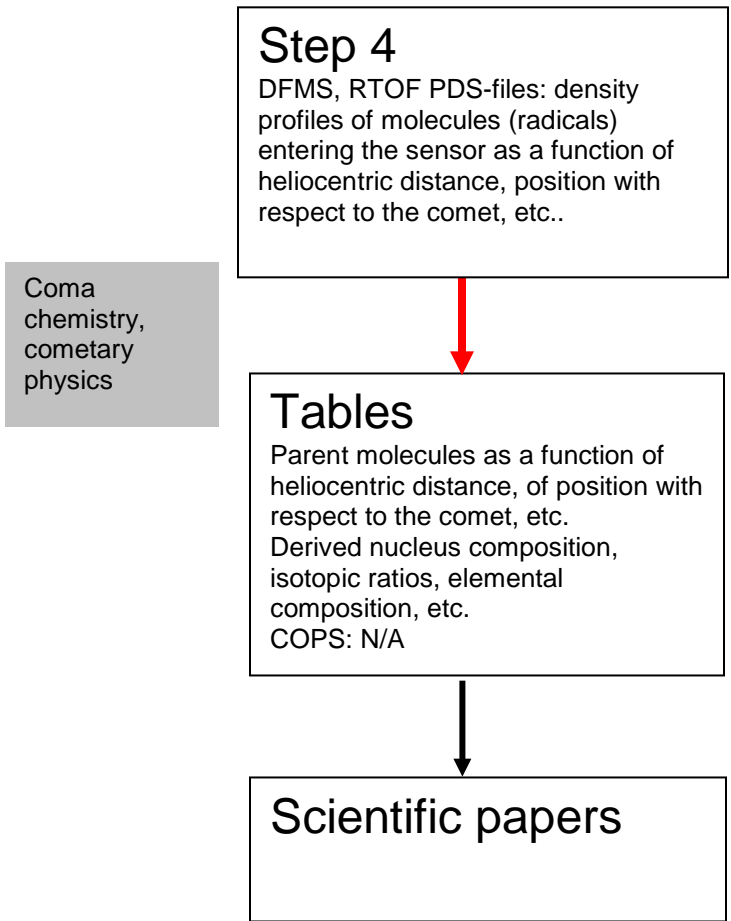 Step 4
DFMS, RTOF PDS-files: density
profiles of molecules (radicals)
entering the sensor as a function of
heliocentric distance, position with
respect to the comet, etc..
Coma
chemistry,
cometary
physics
Tables
Parent molecules as a function of
heliocentric distance, of position with
respect to the comet, etc.
Derived nucleus composition,
isotopic ratios, elemental
composition, etc.
COPS: N/A
Scientific papers